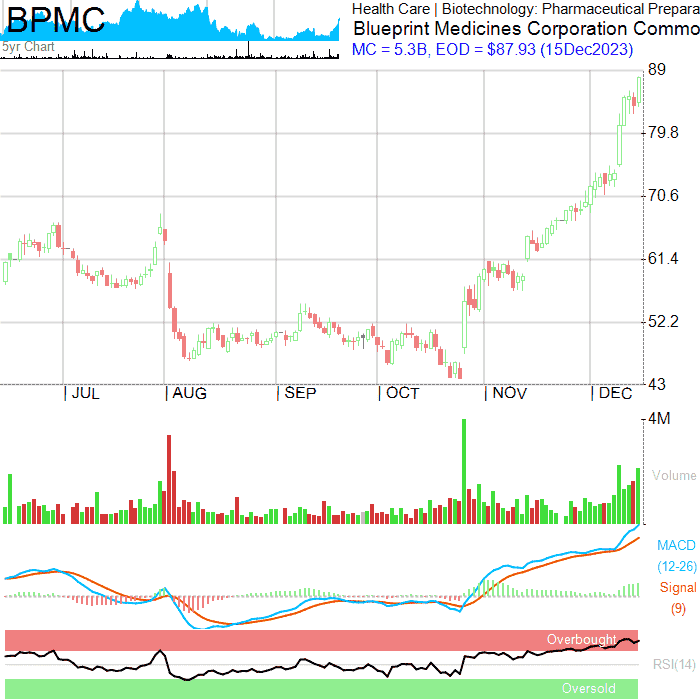 BPMC
5yr Chart
Health Care | Biotechnology: Pharmaceutical Prepara
Blueprint Medicines Corporation Commo
MC = 5.3B, EOD = $87.93 (15Dec2023)
89
79.8
70.6
61.4
52.2
43
| JUL | AUG | SEP | OCT | NOV | DEC
4M
Volume
MACD
(12-26)
Signal
(9)
Overbought
RSI(14)
Oversold